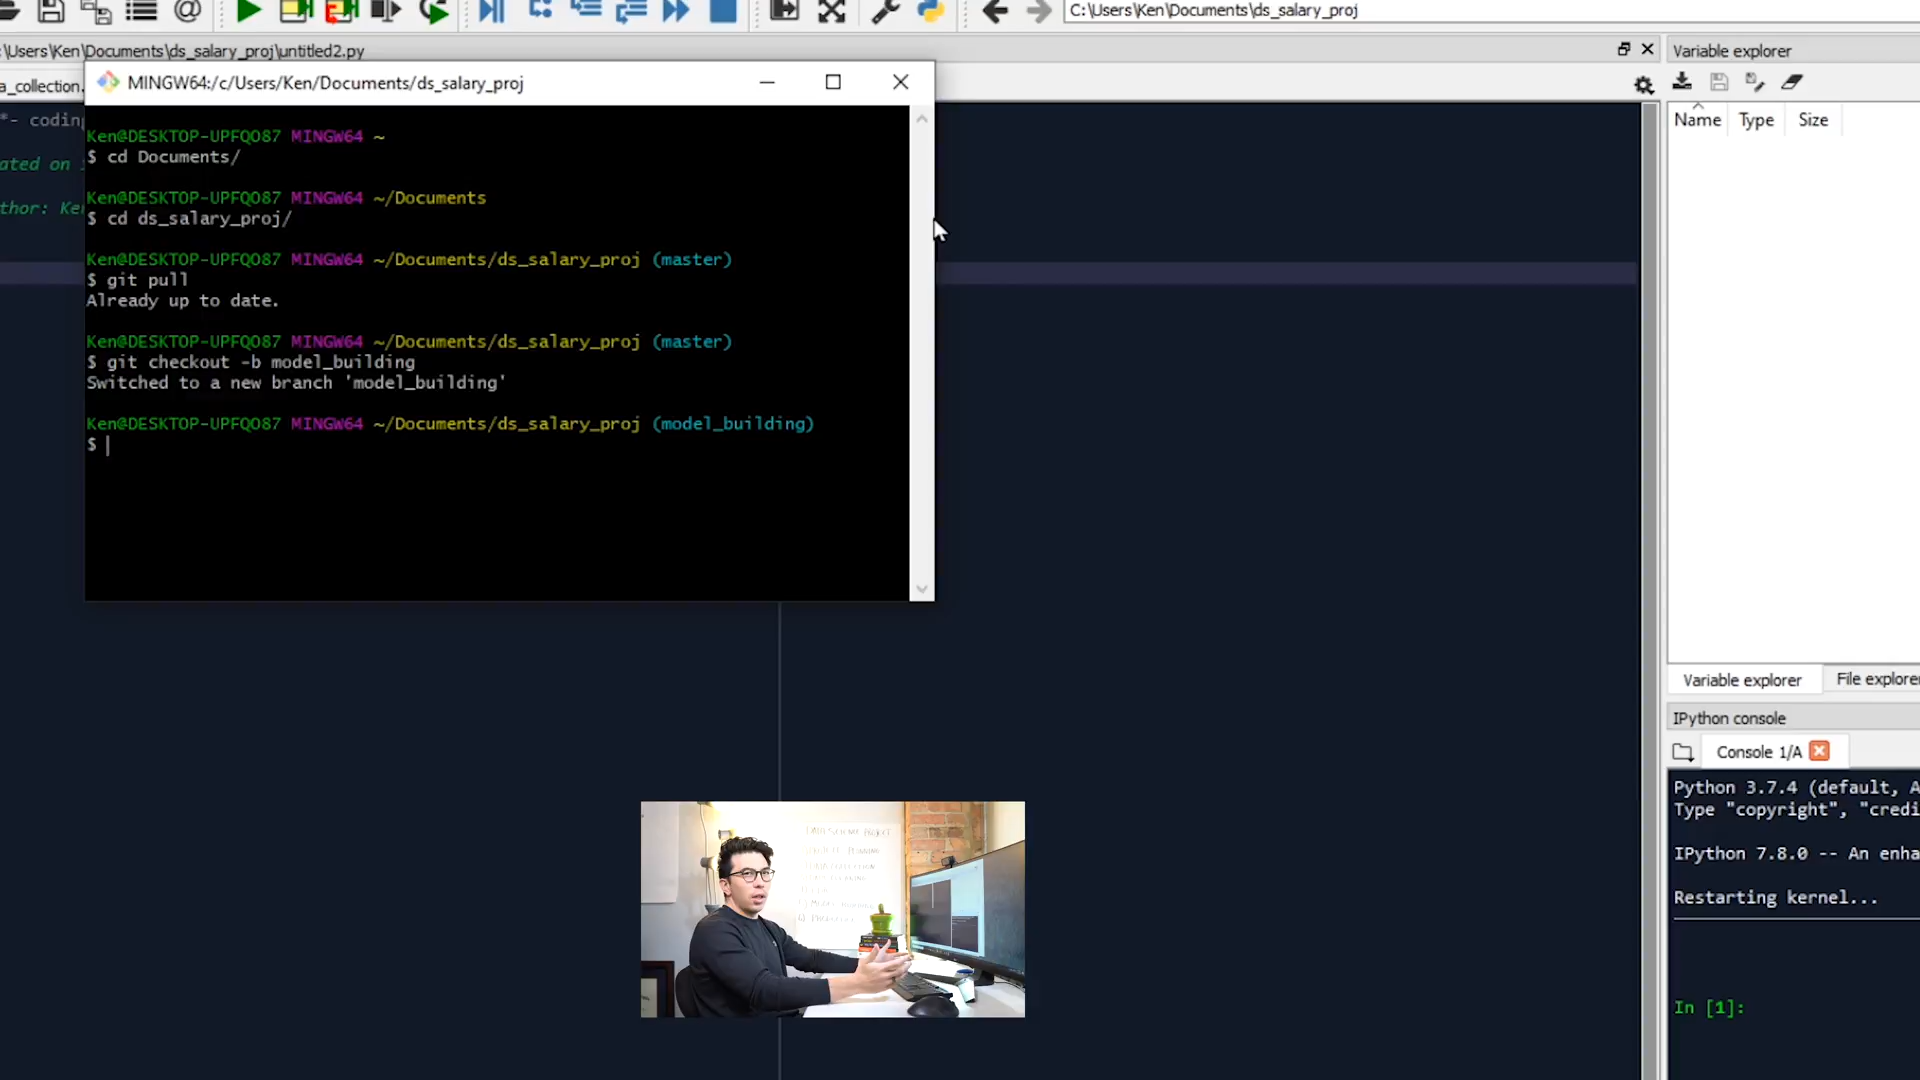 C:\Users\Ken\Documents\ds_salary_proj
:\Users\Ken\Documents\ds_salary_proj\untitled2.py
Variable explorer
a_collection.
MINGW64:/c/Users/Ken/Documents/ds_salary_proj
*- coding
Name Type Size
Ken@DESKTOP-UPFQO87 MINGW64 ~
$ cd Documents/
ated on
Ken@DESKTOP-UPFQO87 MINGW64 ~/Documents
thor: Ke
$ cd ds_salary_proj/
Ken@DESKTOP-UPFQO87 MINGW64 ~/Documents/ds_salary_proj (master)
$ git pull
Already up to date.
Ken@DESKTOP-UPFQO87 MINGW64 ~/Documents/ds_salary_proj (master)
$ git checkout -b model_building
Switched to a new branch 'model_building'
Ken@DESKTOP-UPFQO87 MINGW64 ~/Documents/ds_salary_proj (model_building)
$
Variable explorer File explorer
IPython console
Console 1/A
Python 3.7.4 (default, A
Type "copyright", "credi
IPython 7.8.0 -- An enha
Restarting kernel...
In [1]: